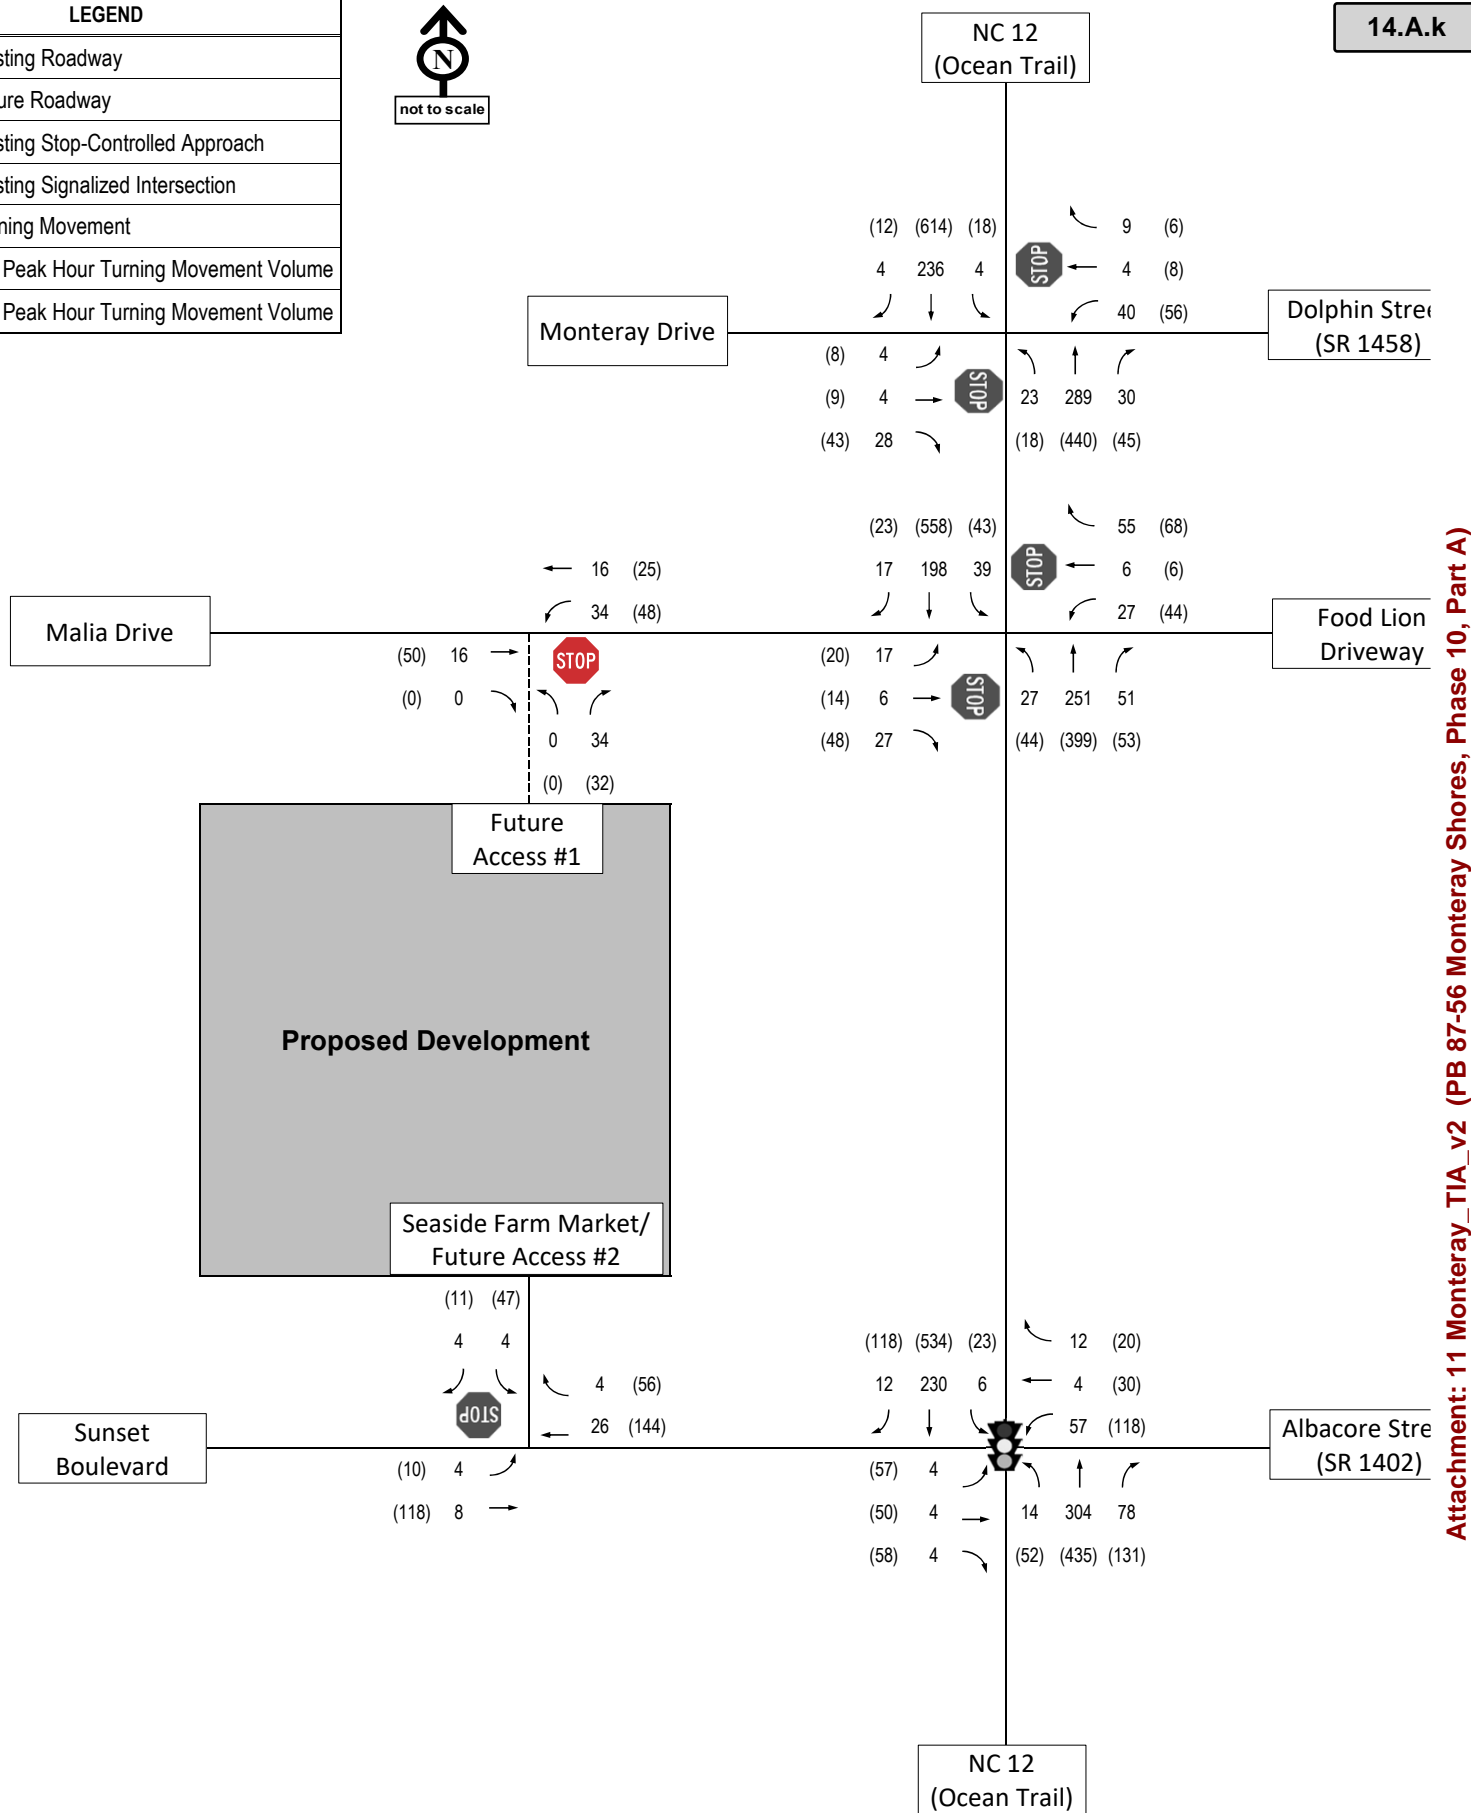 LEGEND
sting Roadway
ure Roadway
sting Stop-Controlled Approach
sting Signalized Intersection
ning Movement
Peak Hour Turning Movement Volume
Peak Hour Turning Movement Volume
N
not to scale
NC 12
(Ocean Trail)
14.A.k
(12) (614) (18)
4 236 4
STOP
9 (6)
4 (8)
40 (56)
Monteray Drive
Dolphin Stree
(SR 1458)
(8) 4
(9) 4
(43) 28
STOP
23 289 30
(18) (440) (45)
(23) (558) (43)
17 198 39
STOP
55 (68)
6 (6)
27 (44)
16 (25)
34 (48)
Malia Drive
Food Lion
Driveway
(50) 16
(0) 0
STOP
0 34
(0) (32)
(20) 17
(14) 6
(48) 27
STOP
27 251 51
(44) (399) (53)
Future
Access #1
Proposed Development
Seaside Farm Market/
Future Access #2
(11) (47)
4 4
STOP
4 (56)
26 (144)
Sunset
Boulevard
(10) 4
(118) 8
(118) (534) (23)
12 230 6
12 (20)
4 (30)
57 (118)
Albacore Stre
(SR 1402)
(57) 4
(50) 4
(58) 4
14 304 78
(52) (435) (131)
NC 12
(Ocean Trail)
Attachment: 11 Monteray_TIA_v2 (PB 87-56 Monteray Shores, Phase 10, Part A)